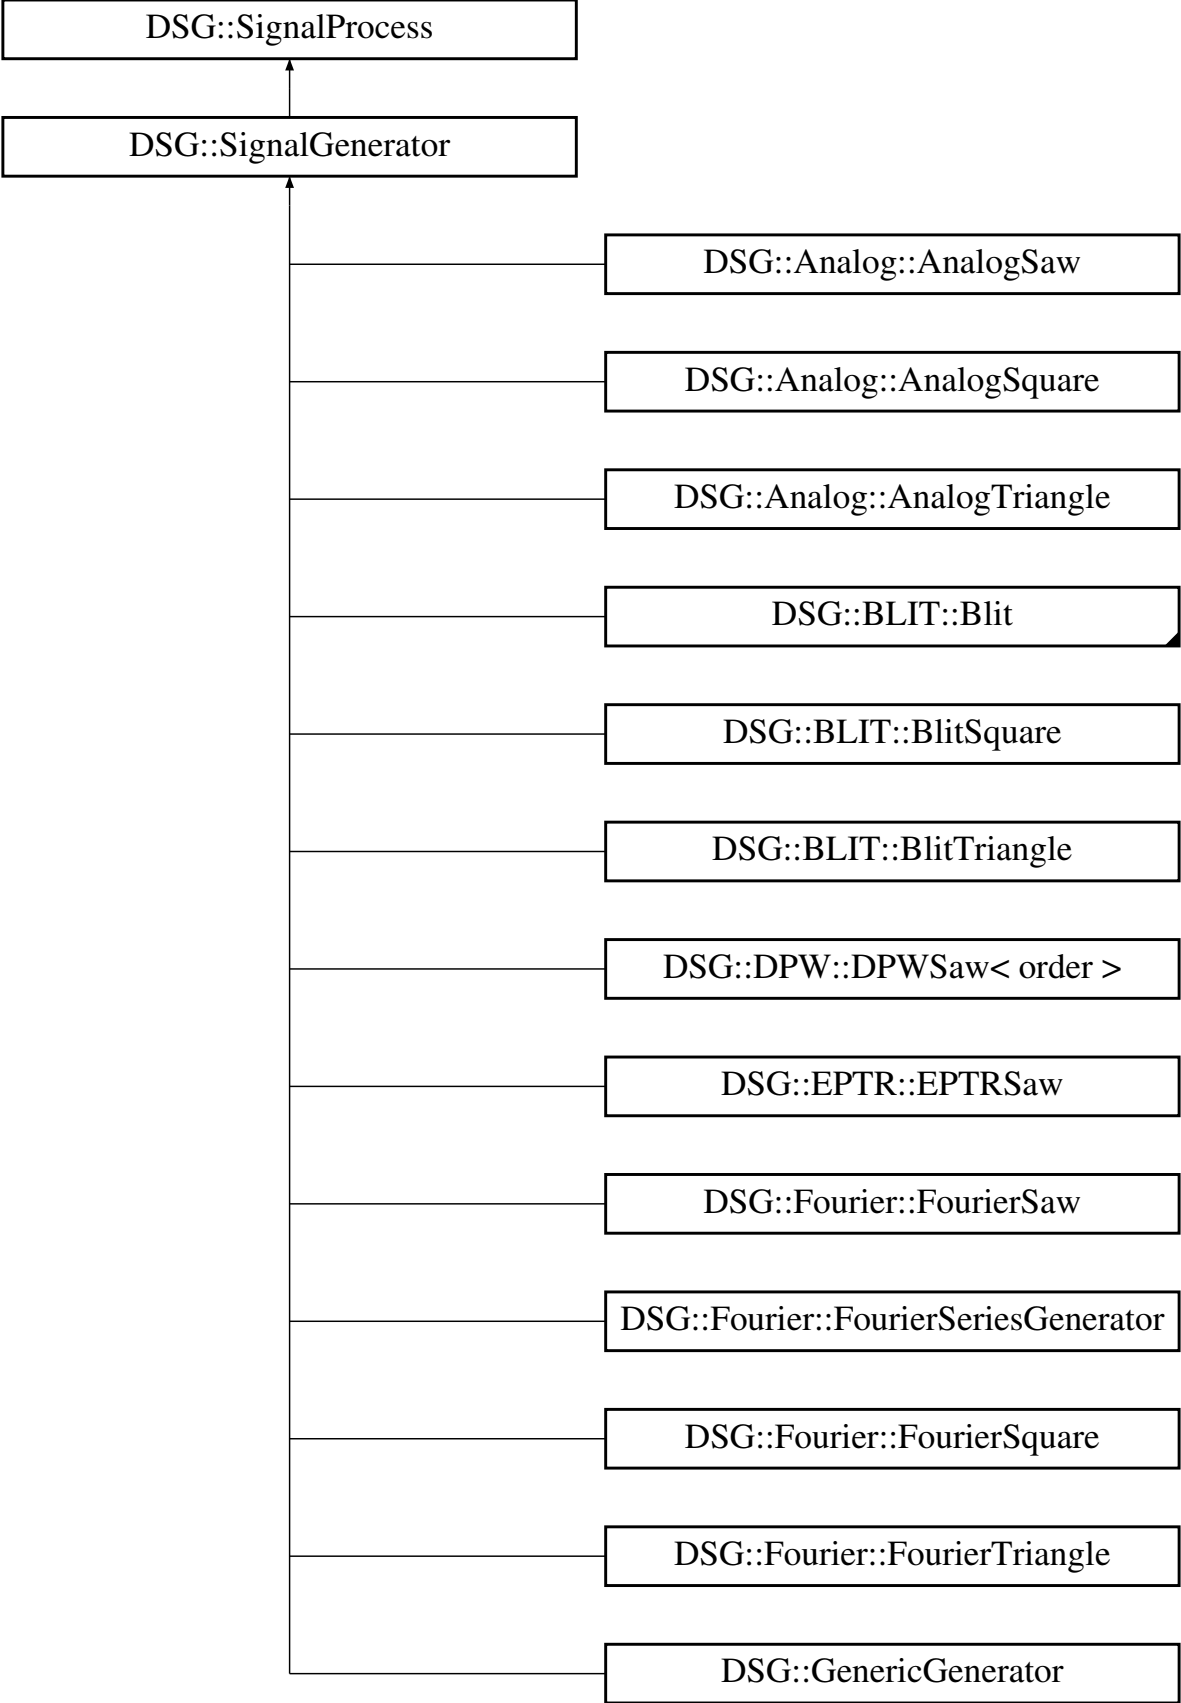 DSG::SignalProcess
DSG::SignalGenerator
DSG::Analog::AnalogSaw
DSG::Analog::AnalogSquare
DSG::Analog::AnalogTriangle
DSG::BLIT::Blit
DSG::BLIT::BlitSquare
DSG::BLIT::BlitTriangle
DSG::DPW::DPWSaw< order >
DSG::EPTR::EPTRSaw
DSG::Fourier::FourierSaw
DSG::Fourier::FourierSeriesGenerator
DSG::Fourier::FourierSquare
DSG::Fourier::FourierTriangle
DSG::GenericGenerator